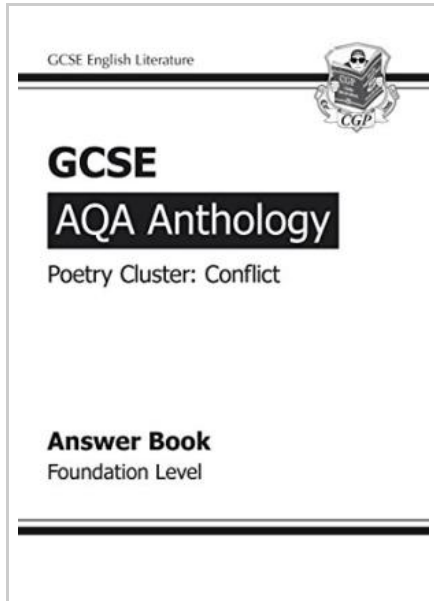 GCSE English Literature
CGP
GCSE
AQA Anthology
Poetry Cluster: Conflict
Answer Book
Foundation Level